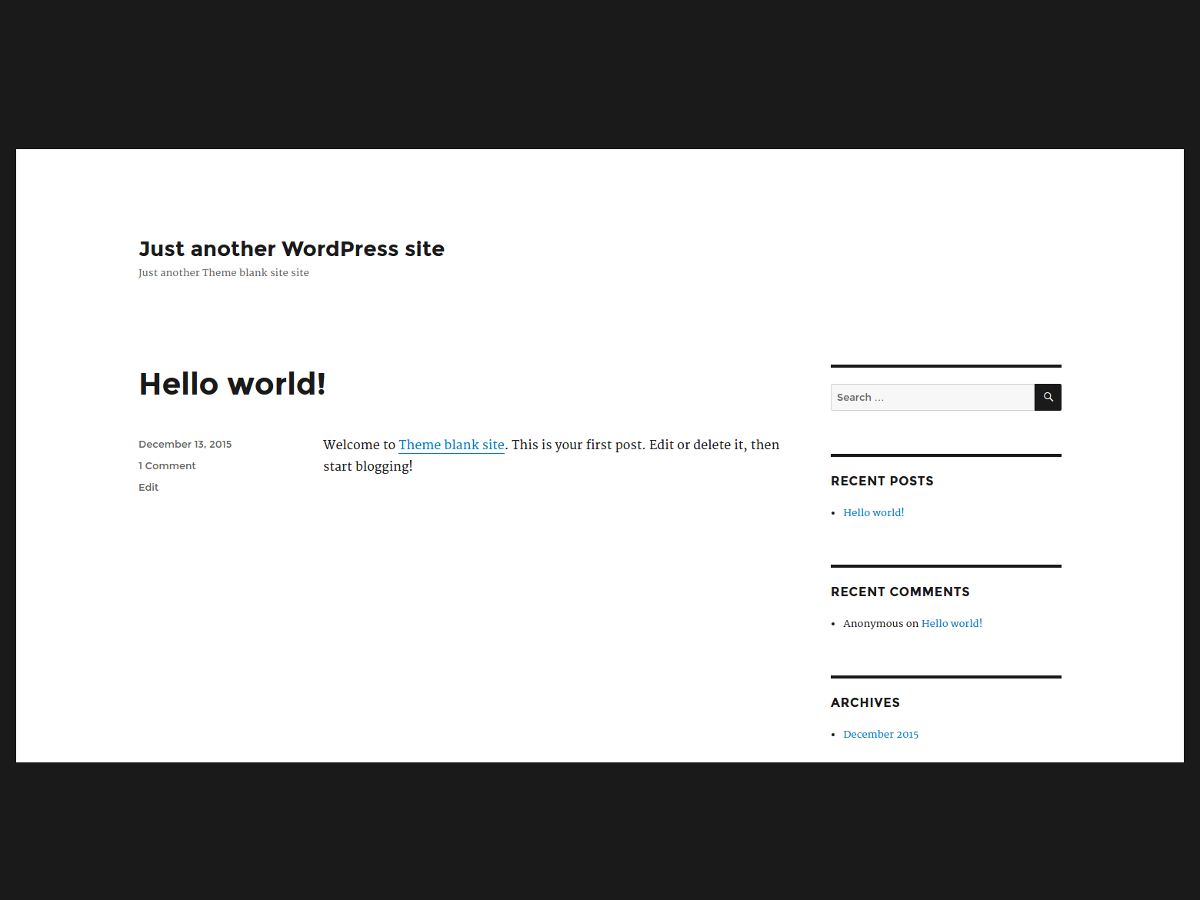 Just another WordPress site
Just another Theme blank site site
Hello world!
December 13, 2015
1 Comment
Edit
Welcome to Theme blank site. This is your first post. Edit or delete it, then
start blogging!
Search …
RECENT POSTS
Hello world!
RECENT COMMENTS
Anonymous on Hello world!
ARCHIVES
December 2015